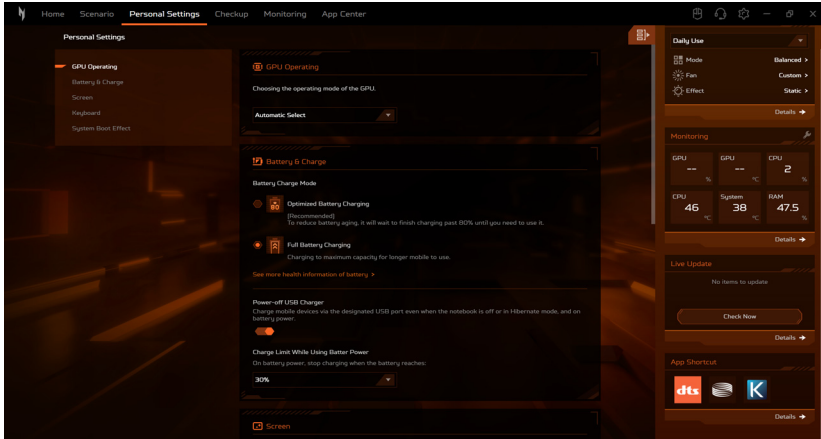 Home Scenario Personal Settings Checkup Monitoring App Center
Personal Settings
GPU Operating
Battery & Charge
Screen
Keyboard
System Boot Effect
GPU Operating
Choosing the operating mode of the GPU.
Automatic Select
Battery & Charge
Battery Charge Mode
80
Optimized Battery Charging
[Recommended]
To reduce battery aging, it will wait to finish charging past 80% until you need to use it.
Full Battery Charging
Charging to maximum capacity for longer mobile to use.
See more health information of battery >
Power-off USB Charger
Charge mobile devices via the designated USB port even when the notebook is off or in Hibernate mode, and on
battery power.
Charge Limit While Using Batter Power
On battery power, stop charging when the battery reaches:
30%
Screen
Daily Use
Mode Balanced >
Fan Custom >
Effect Static >
Details →
Monitoring
GPU GPU CPU
-- -- 2
% °C %
CPU System RAM
46 38 47.5
°C °C %
Details →
Live Update
No items to update
Check Now
Details →
App Shortcut
dts K
Details →